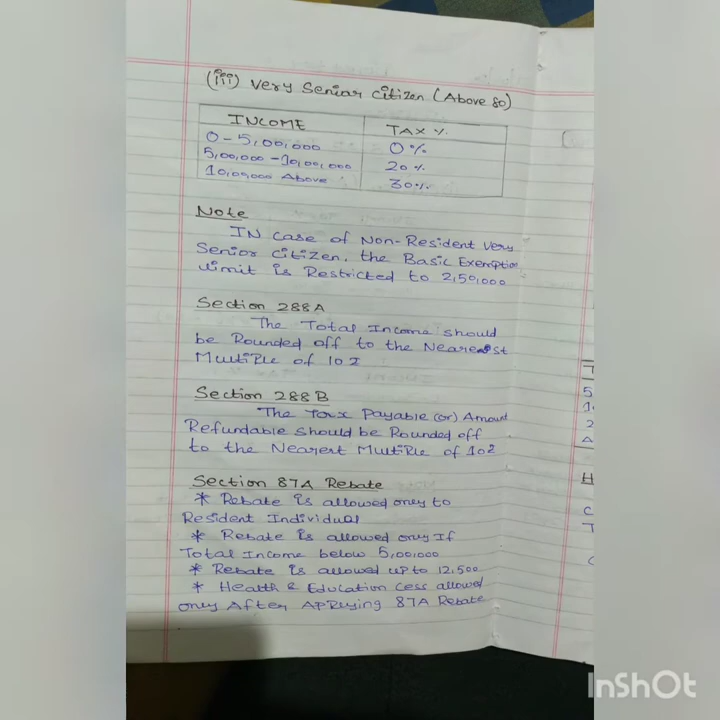 (iii) Very Senior Citizen (Above 80)
INCOME TAX %
0 - 5,00,000 0%
5,00,000 - 10,00,000 20%
10,00,000 Above 30%
Note
IN Case of Non-Resident Very
Senior Citizen, the Basic Exemption
limit is Restricted to 2,50,000
Section 288A
The Total Income should
be Rounded off to the Nearest
Multiple of 10₹
Section 288B
The Tax Payable (or) Amount
Refundable should be Rounded off
to the Nearest Multiple of 10₹
Section 87A Rebate
* Rebate is allowed only to
Resident Individual
* Rebate is allowed only If
Total Income below 5,00,000
* Rebate is allowed up to 12,500
* Health & Education Cess allowed
only After Applying 87A Rebate
InShOt